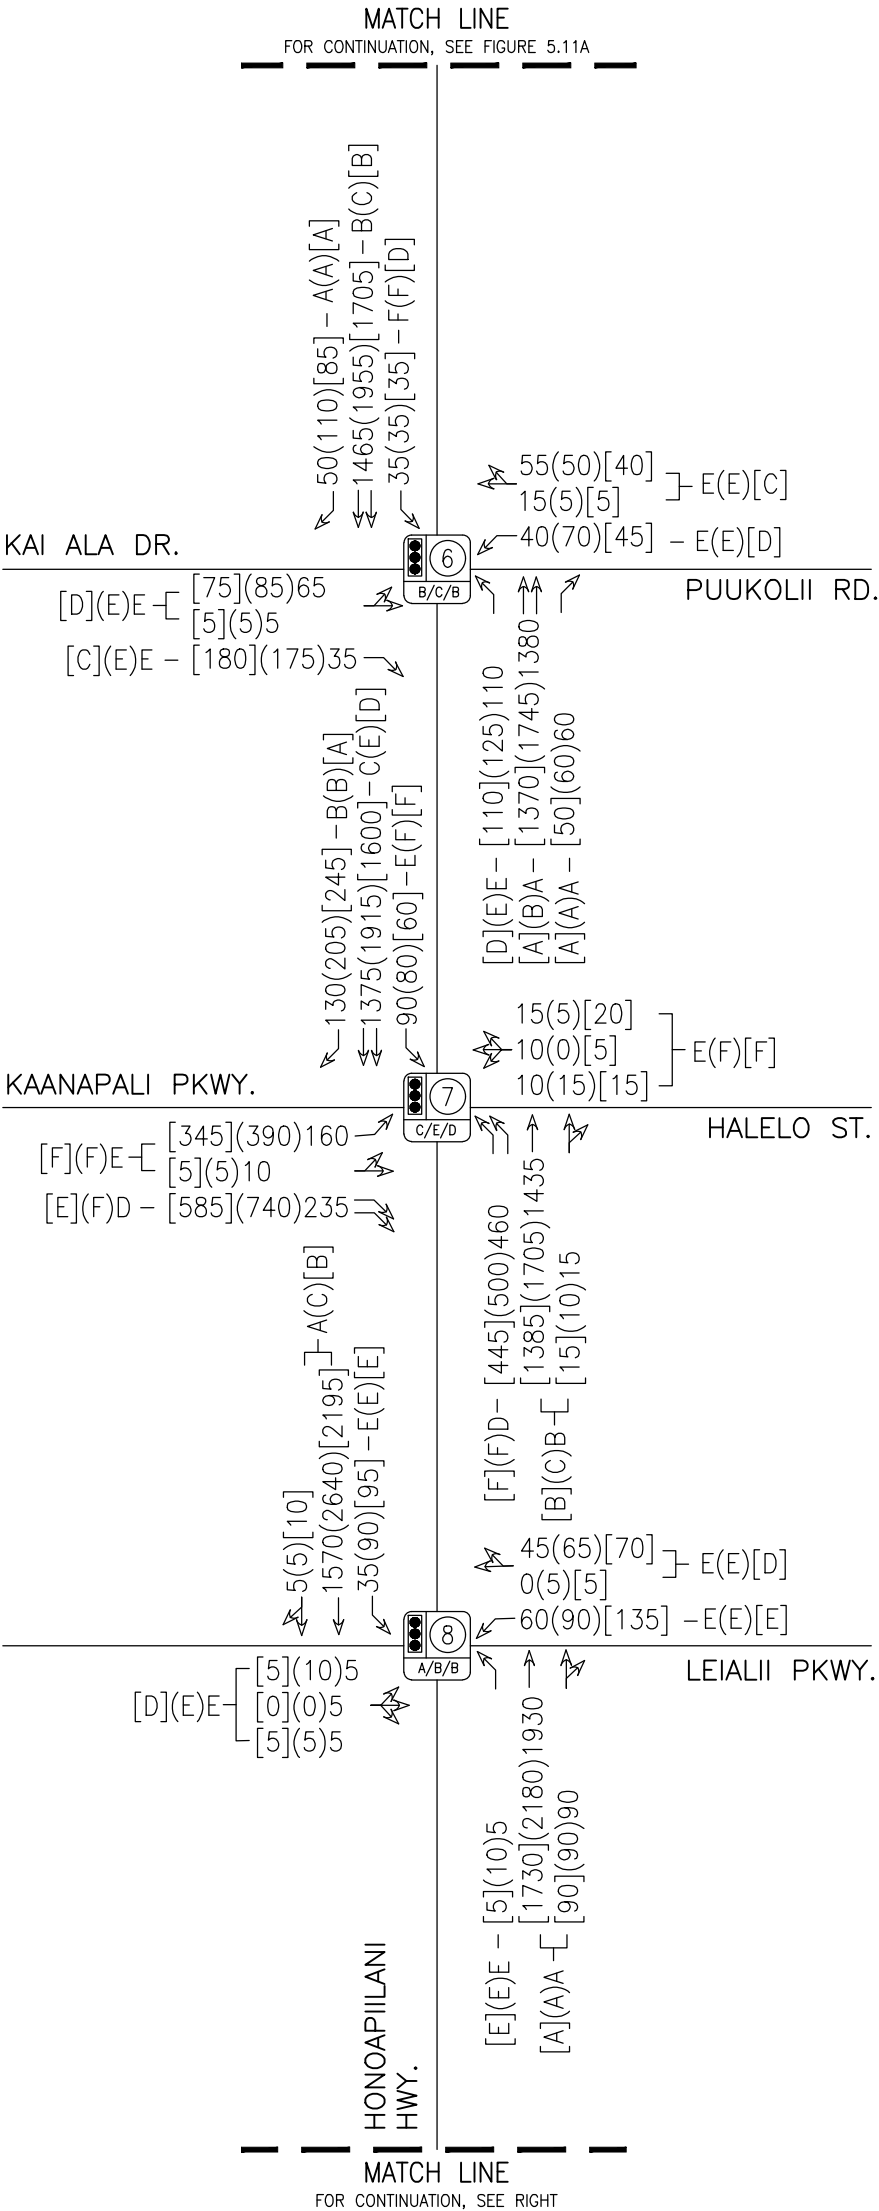 MATCH LINE
FOR CONTINUATION, SEE FIGURE 5.11A
50(110)[85] – A(A)[A]
1465(1955)[1705] – B(C)[B]
35(35)[35] – F(F)[D]
55(50)[40]
15(5)[5]
E(E)[C]
40(70)[45] – E(E)[D]
KAI ALA DR.
6
B/C/B
PUUKOLII RD.
[D](E)E
[75](85)65
[5](5)5
[C](E)E – [180](175)35
[D](E)E – [110](125)110
[A](B)A – [1370](1745)1380
[A](A)A – [50](60)60
130(205)[245] – B(B)[A]
1375(1915)[1600] – C(E)[D]
90(80)[60] – E(F)[F]
15(5)[20]
10(0)[5]
10(15)[15]
E(F)[F]
KAANAPALI PKWY.
7
C/E/D
HALELO ST.
[F](F)E
[345](390)160
[5](5)10
[E](F)D – [585](740)235
[F](F)D – [445](500)460
[1385](1705)1435
[15](10)15
[B](C)B
A(C)[B]
5(5)[10]
1570(2640)[2195]
35(90)[95] – E(E)[E]
45(65)[70]
0(5)[5]
E(E)[D]
60(90)[135] – E(E)[E]
8
A/B/B
LEIALII PKWY.
[D](E)E
[5](10)5
[0](0)5
[5](5)5
[E](E)E – [5](10)5
[1730](2180)1930
[90](90)90
[A](A)A
HONOAPIILANI
HWY.
MATCH LINE
FOR CONTINUATION, SEE RIGHT